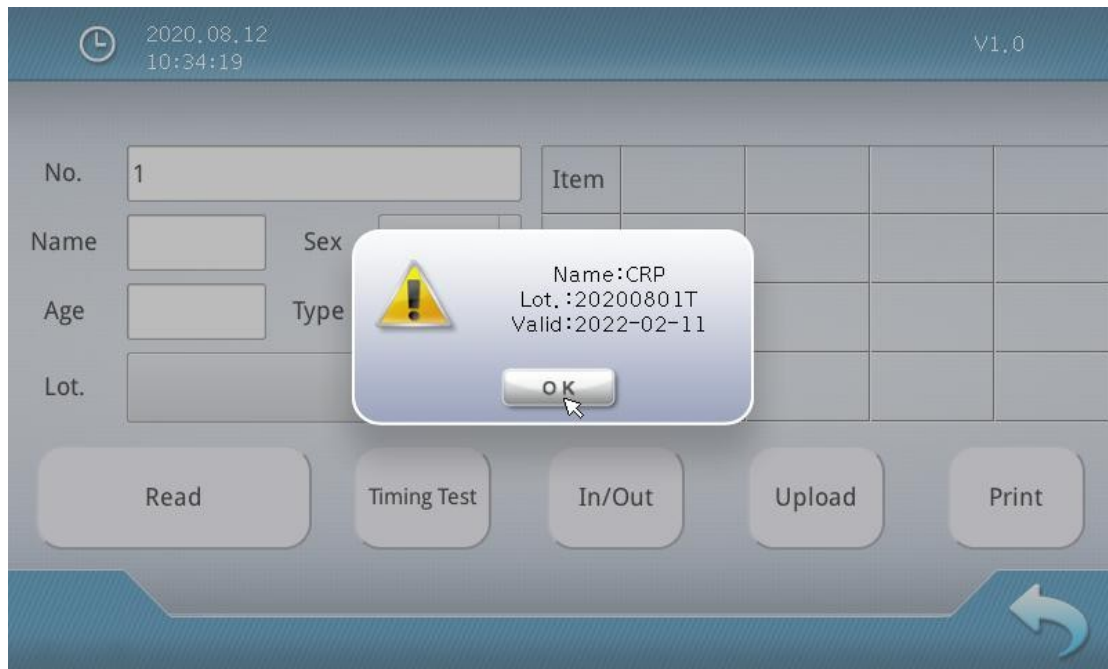 2020.08.12
10:34:19
V1.0
No. 1
Item
Name
Sex
Age
Type
Lot.
Name:CRP
Lot.:20200801T
Valid:2022-02-11
OK
Read
Timing Test
In/Out
Upload
Print